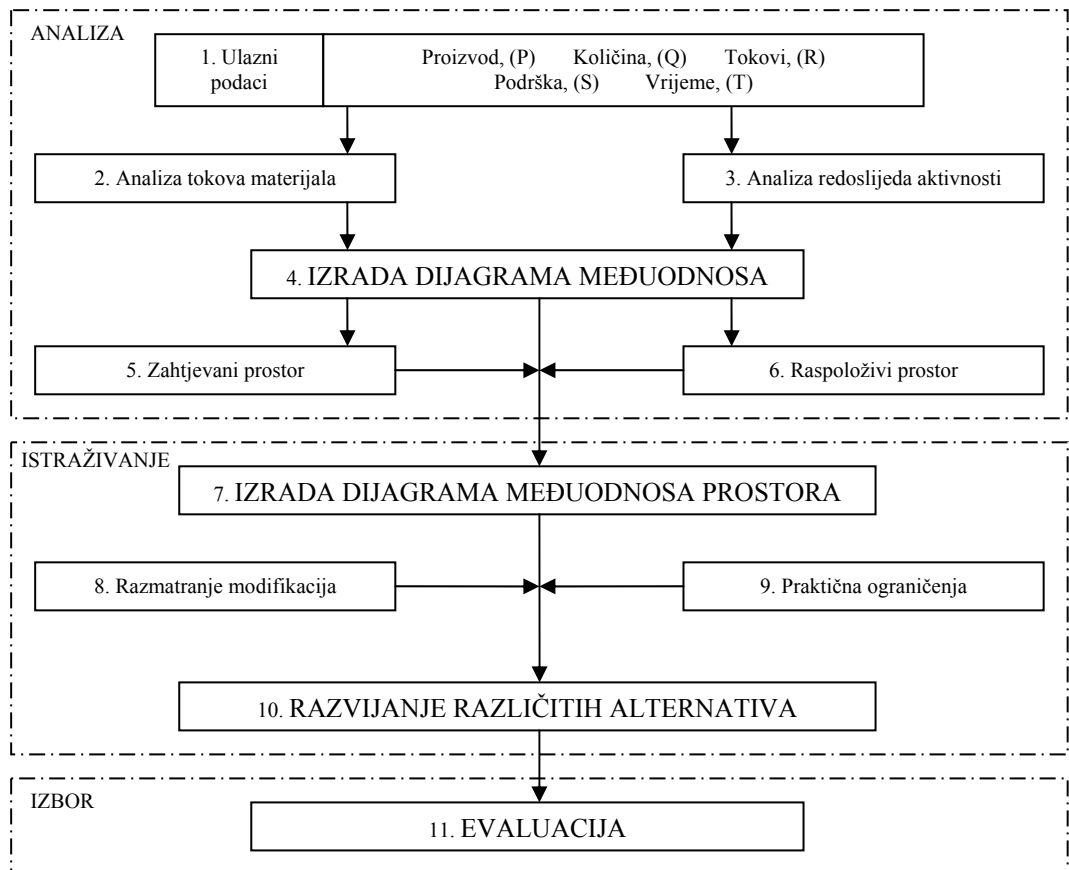 ANALIZA
1. Ulazni
podaci
Proizvod, (P) Količina, (Q) Tokovi, (R)
Podrška, (S) Vrijeme, (T)
2. Analiza tokova materijala
3. Analiza redoslijeda aktivnosti
4. IZRADA DIJAGRAMA MEĐUODNOSA
5. Zahtjevani prostor
6. Raspoloživi prostor
ISTRAŽIVANJE
7. IZRADA DIJAGRAMA MEĐUODNOSA PROSTORA
8. Razmatranje modifikacija
9. Praktična ograničenja
10. RAZVIJANJE RAZLIČITIH ALTERNATIVA
IZBOR
11. EVALUACIJA